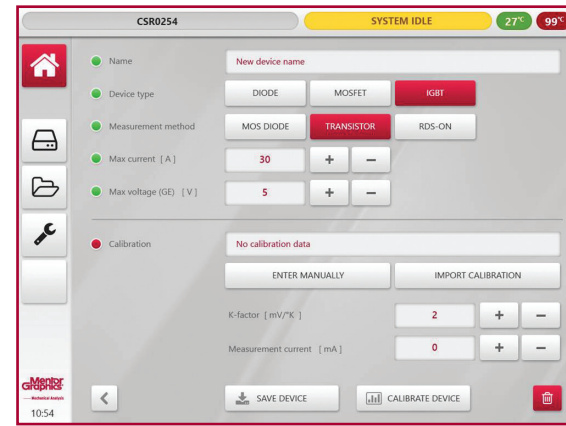 CSR0254
SYSTEM IDLE
27°C
99°C
Name
New device name
Device type
DIODE
MOSFET
IGBT
Measurement method
MOS DIODE
TRANSISTOR
RDS-ON
Max current [ A ]
30
+
−
Max voltage (GE) [ V ]
5
+
−
Calibration
No calibration data
ENTER MANUALLY
IMPORT CALIBRATION
K-factor [ mV/°K ]
2
+
−
Measurement current [ mA ]
0
+
−
Mentor
Graphics
Mechanical Analysis
10:54
<
SAVE DEVICE
CALIBRATE DEVICE